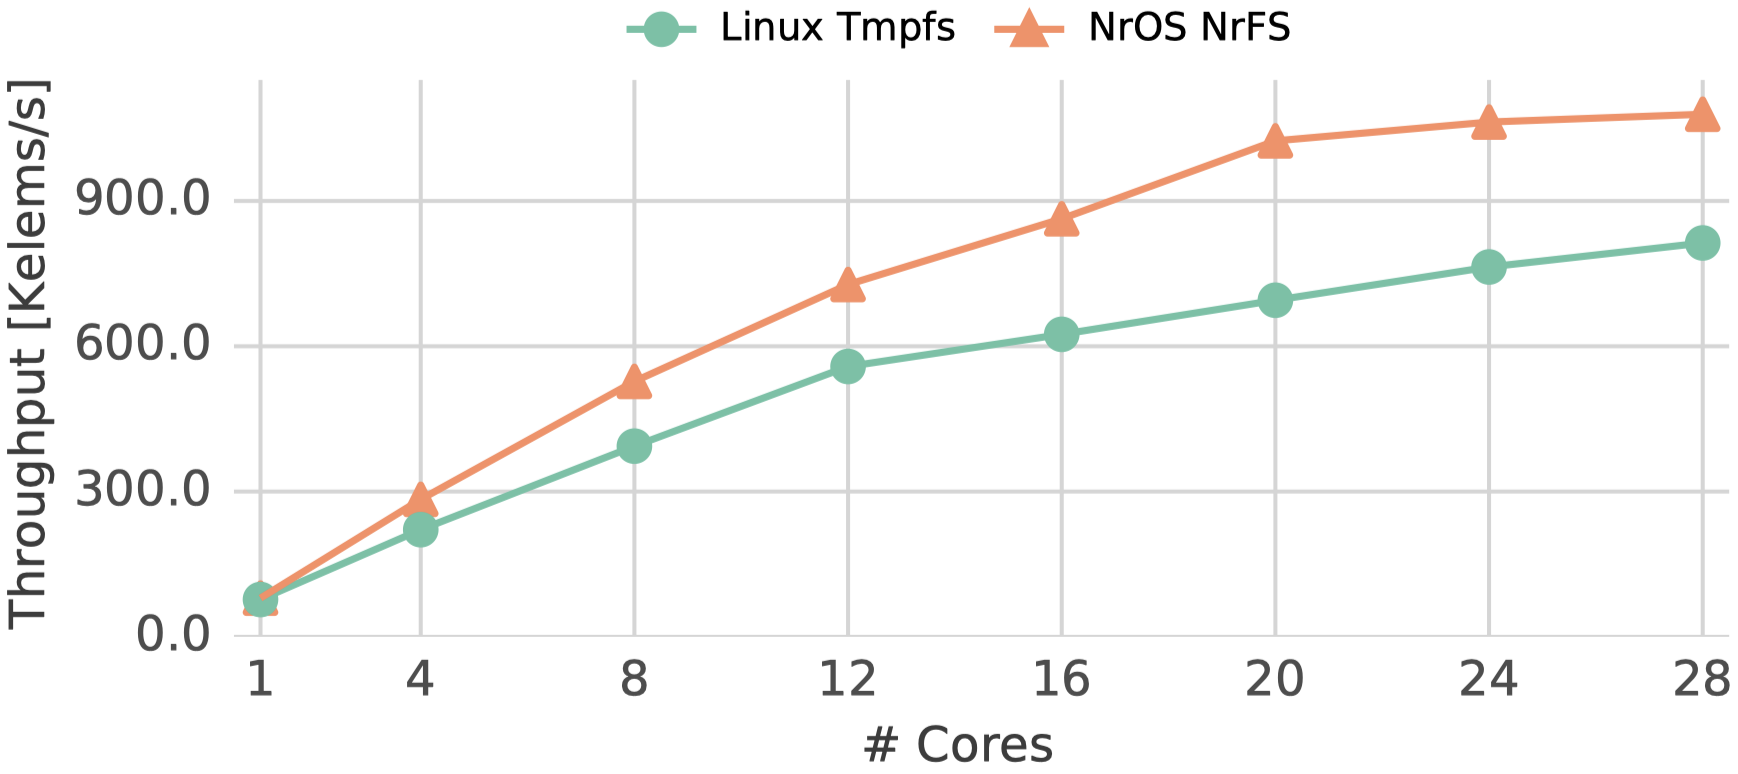 Linux Tmpfs NrOS NrFS
Throughput [Kelems/s]
900.0
600.0
300.0
0.0
1 4 8 12 16 20 24 28
# Cores